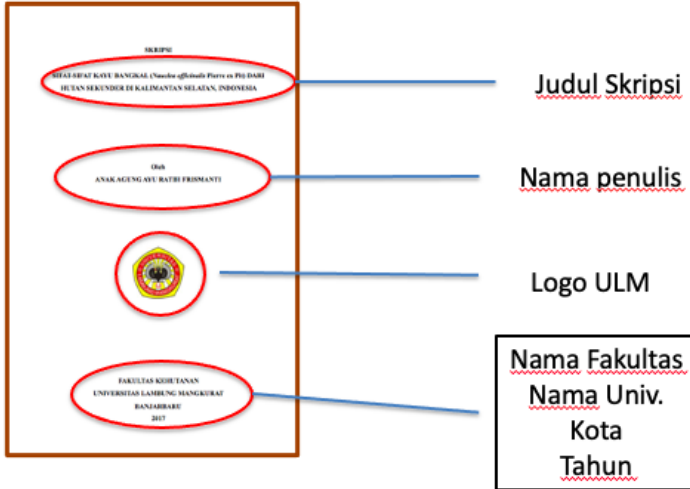 SKRIPSI
SIFAT-SIFAT KAYU BANGKAL (Nauclea officinalis Pierre ex Pit) DARI
HUTAN SEKUNDER DI KALIMANTAN SELATAN, INDONESIA
Judul Skripsi
Oleh
ANAK AGUNG AYU RATIH FRISMANTI
Nama penulis
Logo ULM
FAKULTAS KEHUTANAN
UNIVERSITAS LAMBUNG MANGKURAT
BANJARBARU
2017
Nama Fakultas
Nama Univ.
Kota
Tahun